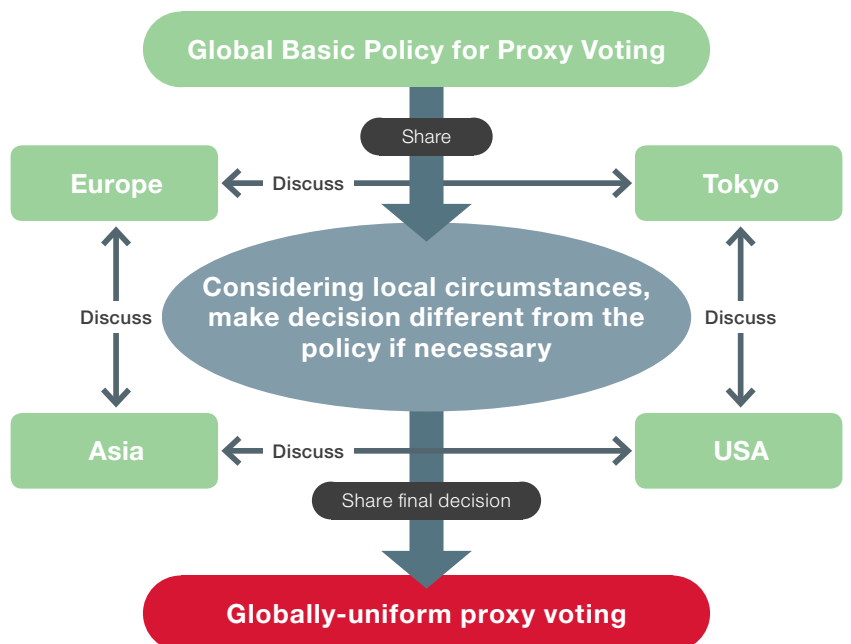 Global Basic Policy for Proxy Voting
Share
Europe
Discuss
Tokyo
Considering local circumstances,
make decision different from the
policy if necessary
Discuss
Discuss
Asia
Discuss
USA
Share final decision
Globally-uniform proxy voting